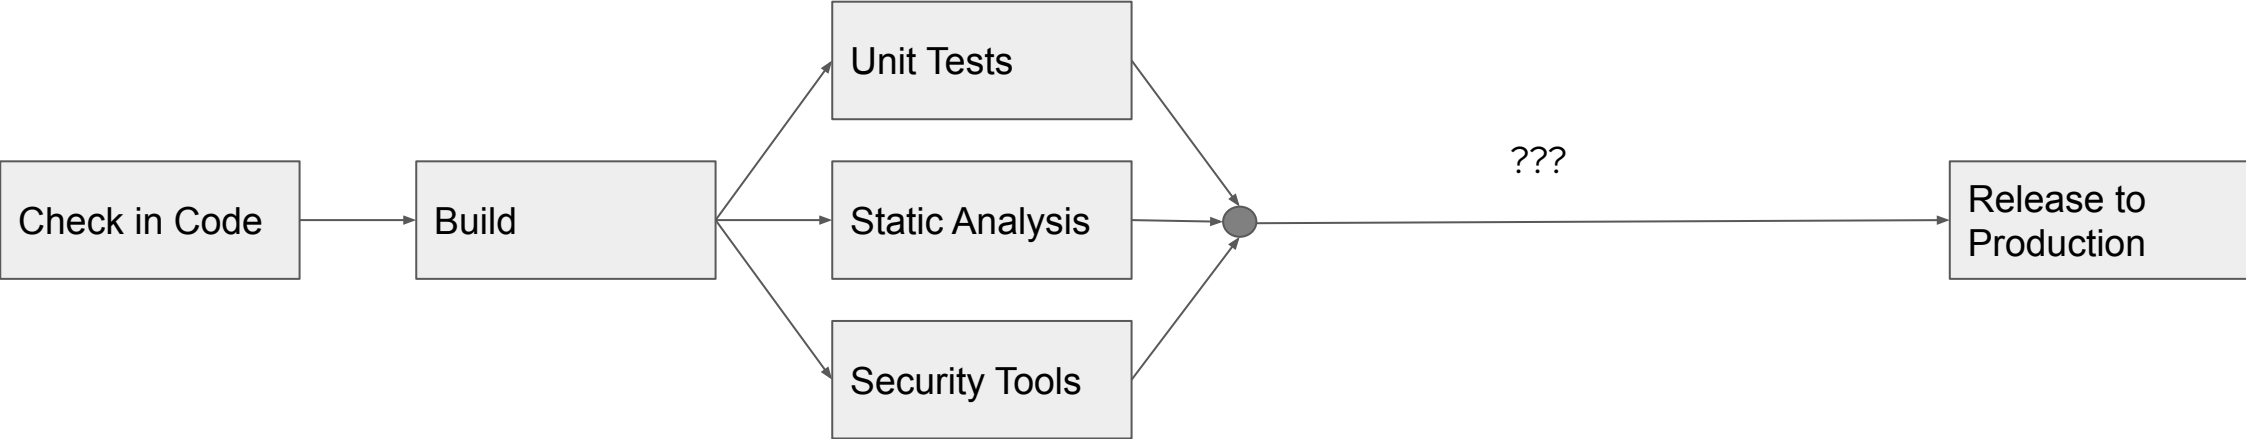 Check in Code
Build
Unit Tests
Static Analysis
Security Tools
???
Release to
Production